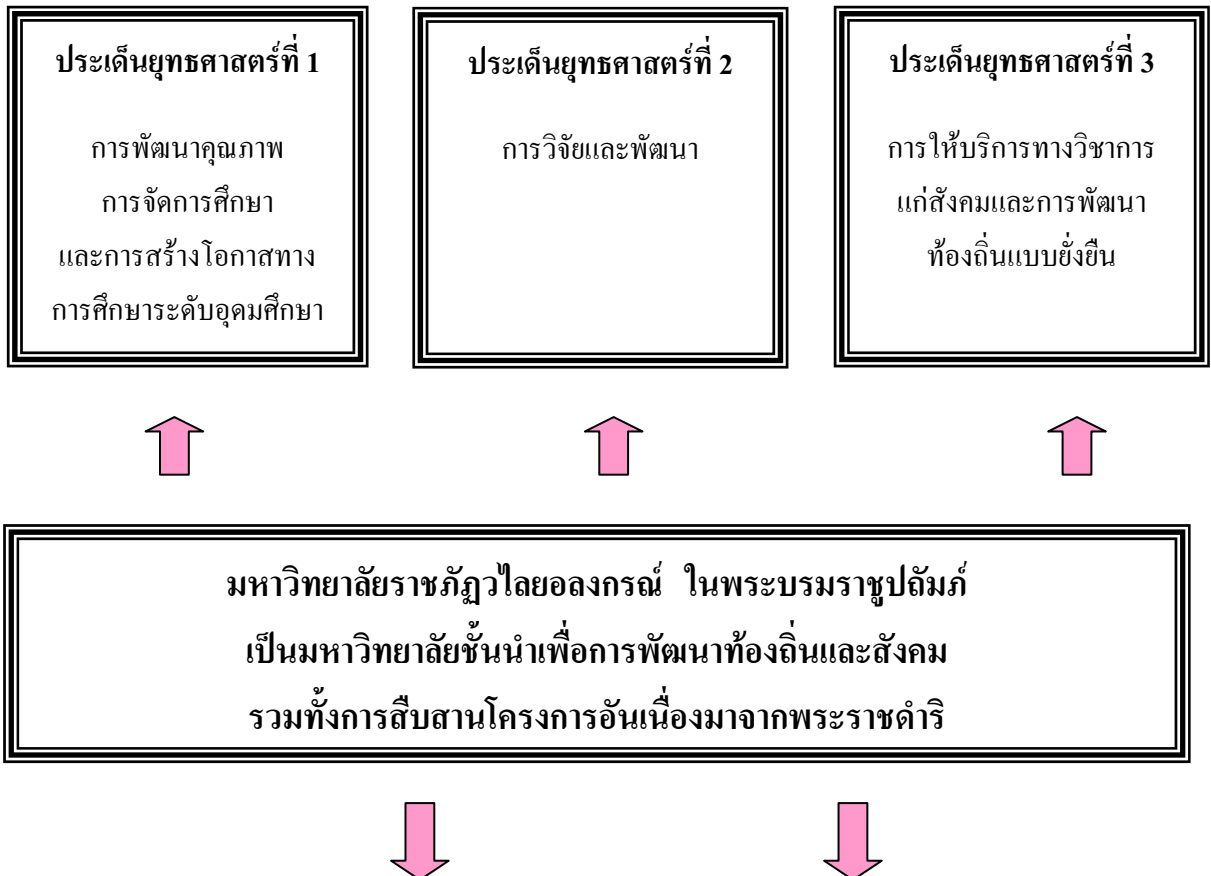 ประเด็นยุทธศาสตร์ที่ 1
การพัฒนาคุณภาพ
การจัดการศึกษา
และการสร้างโอกาสทาง
การศึกษาระดับอุดมศึกษา
ประเด็นยุทธศาสตร์ที่ 2
การวิจัยและพัฒนา
ประเด็นยุทธศาสตร์ที่ 3
การให้บริการทางวิชาการ
แก่สังคมและการพัฒนา
ท้องถิ่นแบบยั่งยืน
มหาวิทยาลัยราชภัฏวไลยอลงกรณ์ ในพระบรมราชูปถัมภ์
เป็นมหาวิทยาลัยชั้นนำเพื่อการพัฒนาท้องถิ่นและสังคม
รวมทั้งการสืบสานโครงการอันเนื่องมาจากพระราชดำริ